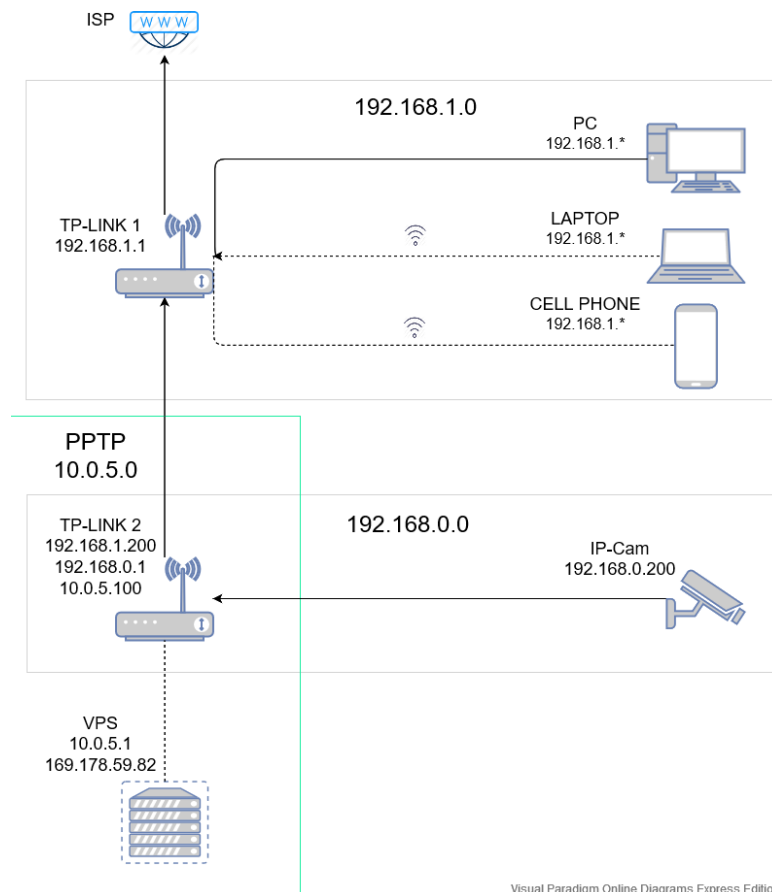 ISP
WWW
192.168.1.0
PC
192.168.1.*
TP-LINK 1
192.168.1.1
LAPTOP
192.168.1.*
CELL PHONE
192.168.1.*
PPTP
10.0.5.0
TP-LINK 2
192.168.1.200
192.168.0.1
10.0.5.100
192.168.0.0
IP-Cam
192.168.0.200
VPS
10.0.5.1
169.178.59.82
Visual Paradigm Online Diagrams Express Editio